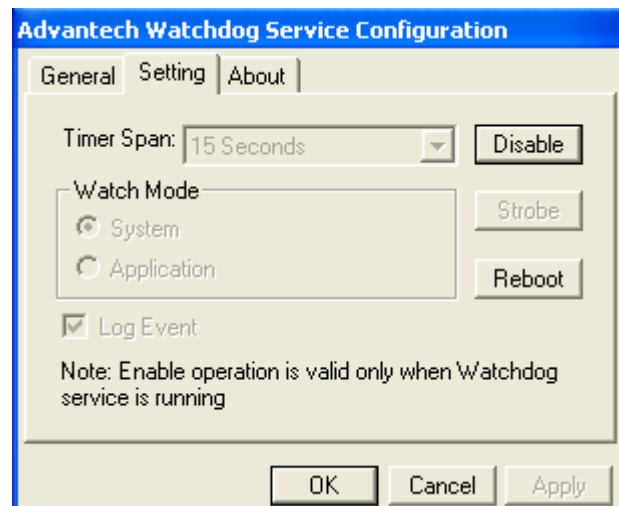 Advantech Watchdog Service Configuration
General Setting About
Timer Span: 15 Seconds Disable
Watch Mode
System
Strobe
Application
Reboot
Log Event
Note: Enable operation is valid only when Watchdog
service is running
OK Cancel Apply